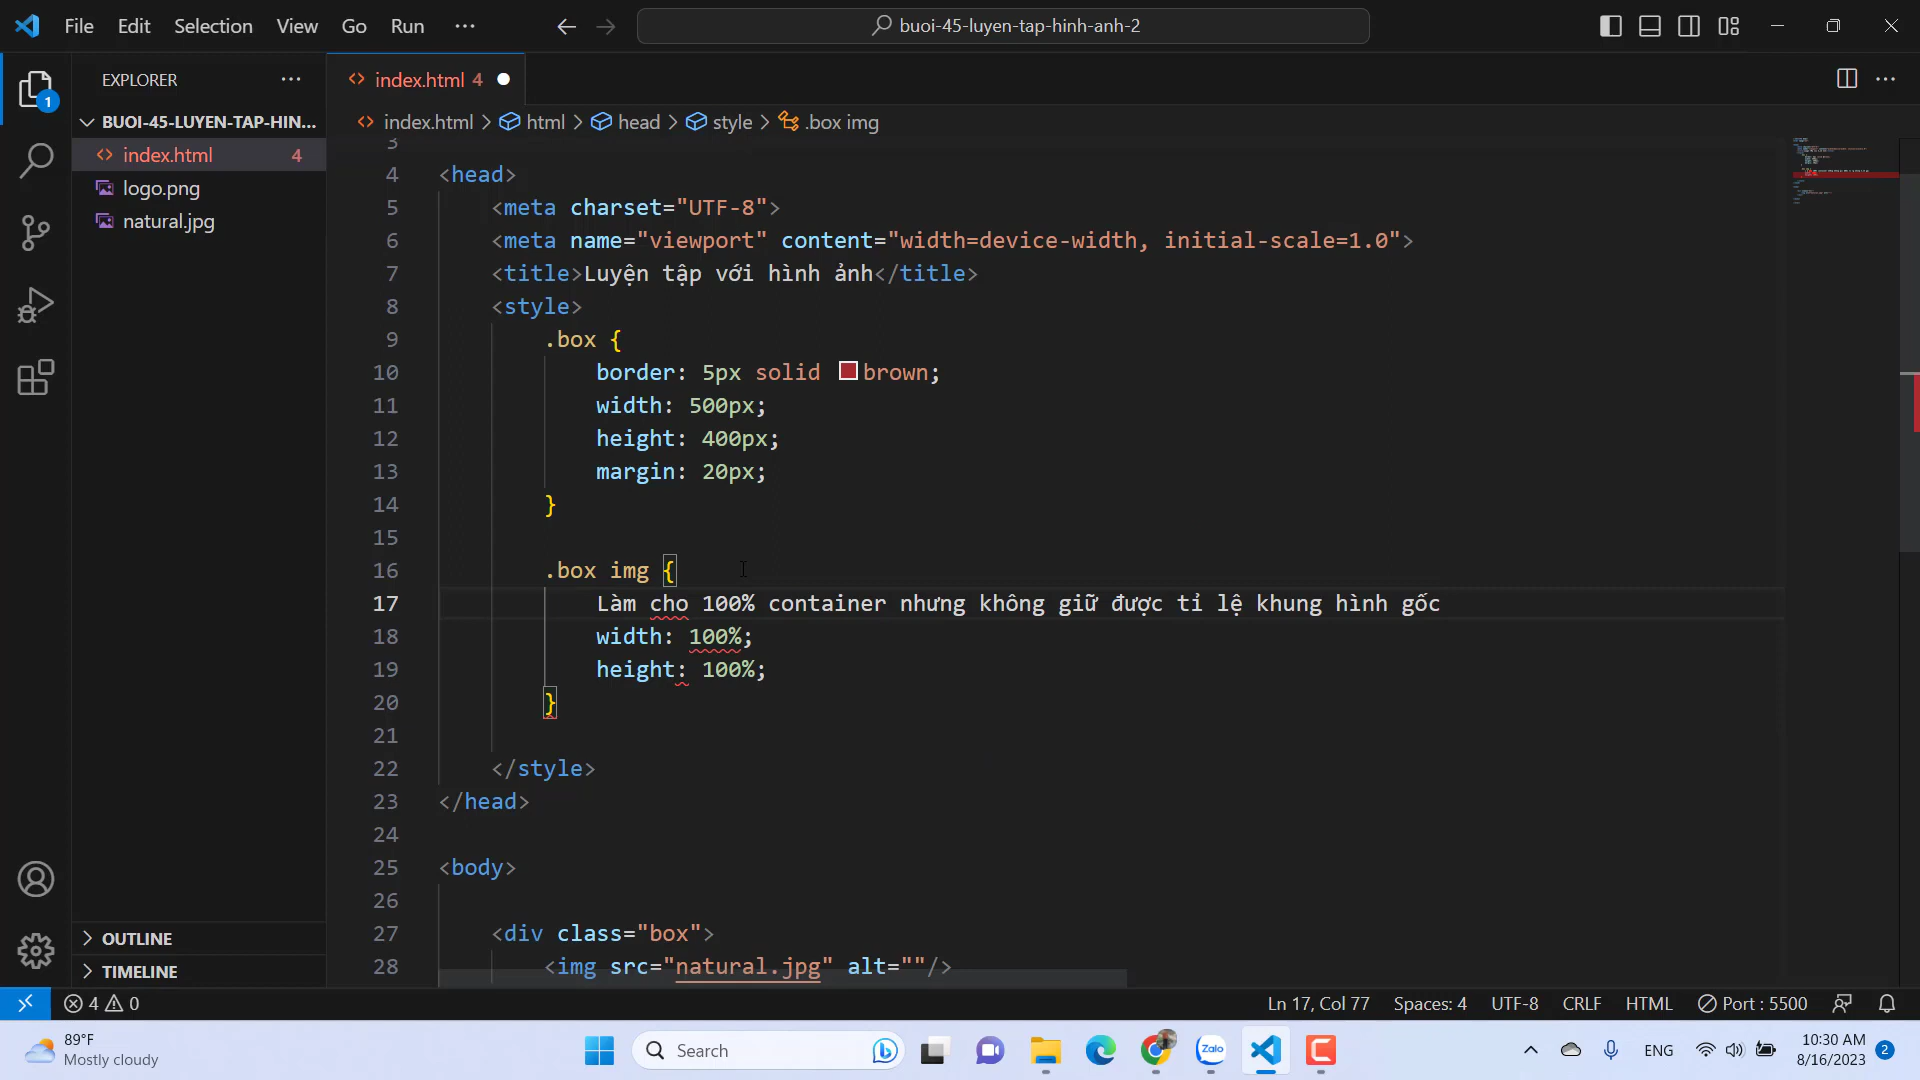 File Edit Selection View Go Run ···
buoi-45-luyen-tap-hinh-anh-2
EXPLORER ···
BUOI-45-LUYEN-TAP-HIN...
index.html 4
logo.png
natural.jpg
OUTLINE
TIMELINE
1
index.html 4
index.html > html > head > style > .box img
3
4 <head>
5 <meta charset="UTF-8">
6 <meta name="viewport" content="width=device-width, initial-scale=1.0">
7 <title>Luyện tập với hình ảnh</title>
8 <style>
9 .box {
10 border: 5px solid brown;
11 width: 500px;
12 height: 400px;
13 margin: 20px;
14 }
15
16 .box img {
17 Làm cho 100% container nhưng không giữ được tỉ lệ khung hình gốc
18 width: 100%;
19 height: 100%;
20 }
21
22 </style>
23 </head>
24
25 <body>
26
27 <div class="box">
28 <img src="natural.jpg" alt=""/>
4 0
Ln 17, Col 77 Spaces: 4 UTF-8 CRLF HTML Port : 5500
89°F
Mostly cloudy
Search
Zalo
ENG
10:30 AM
8/16/2023
2